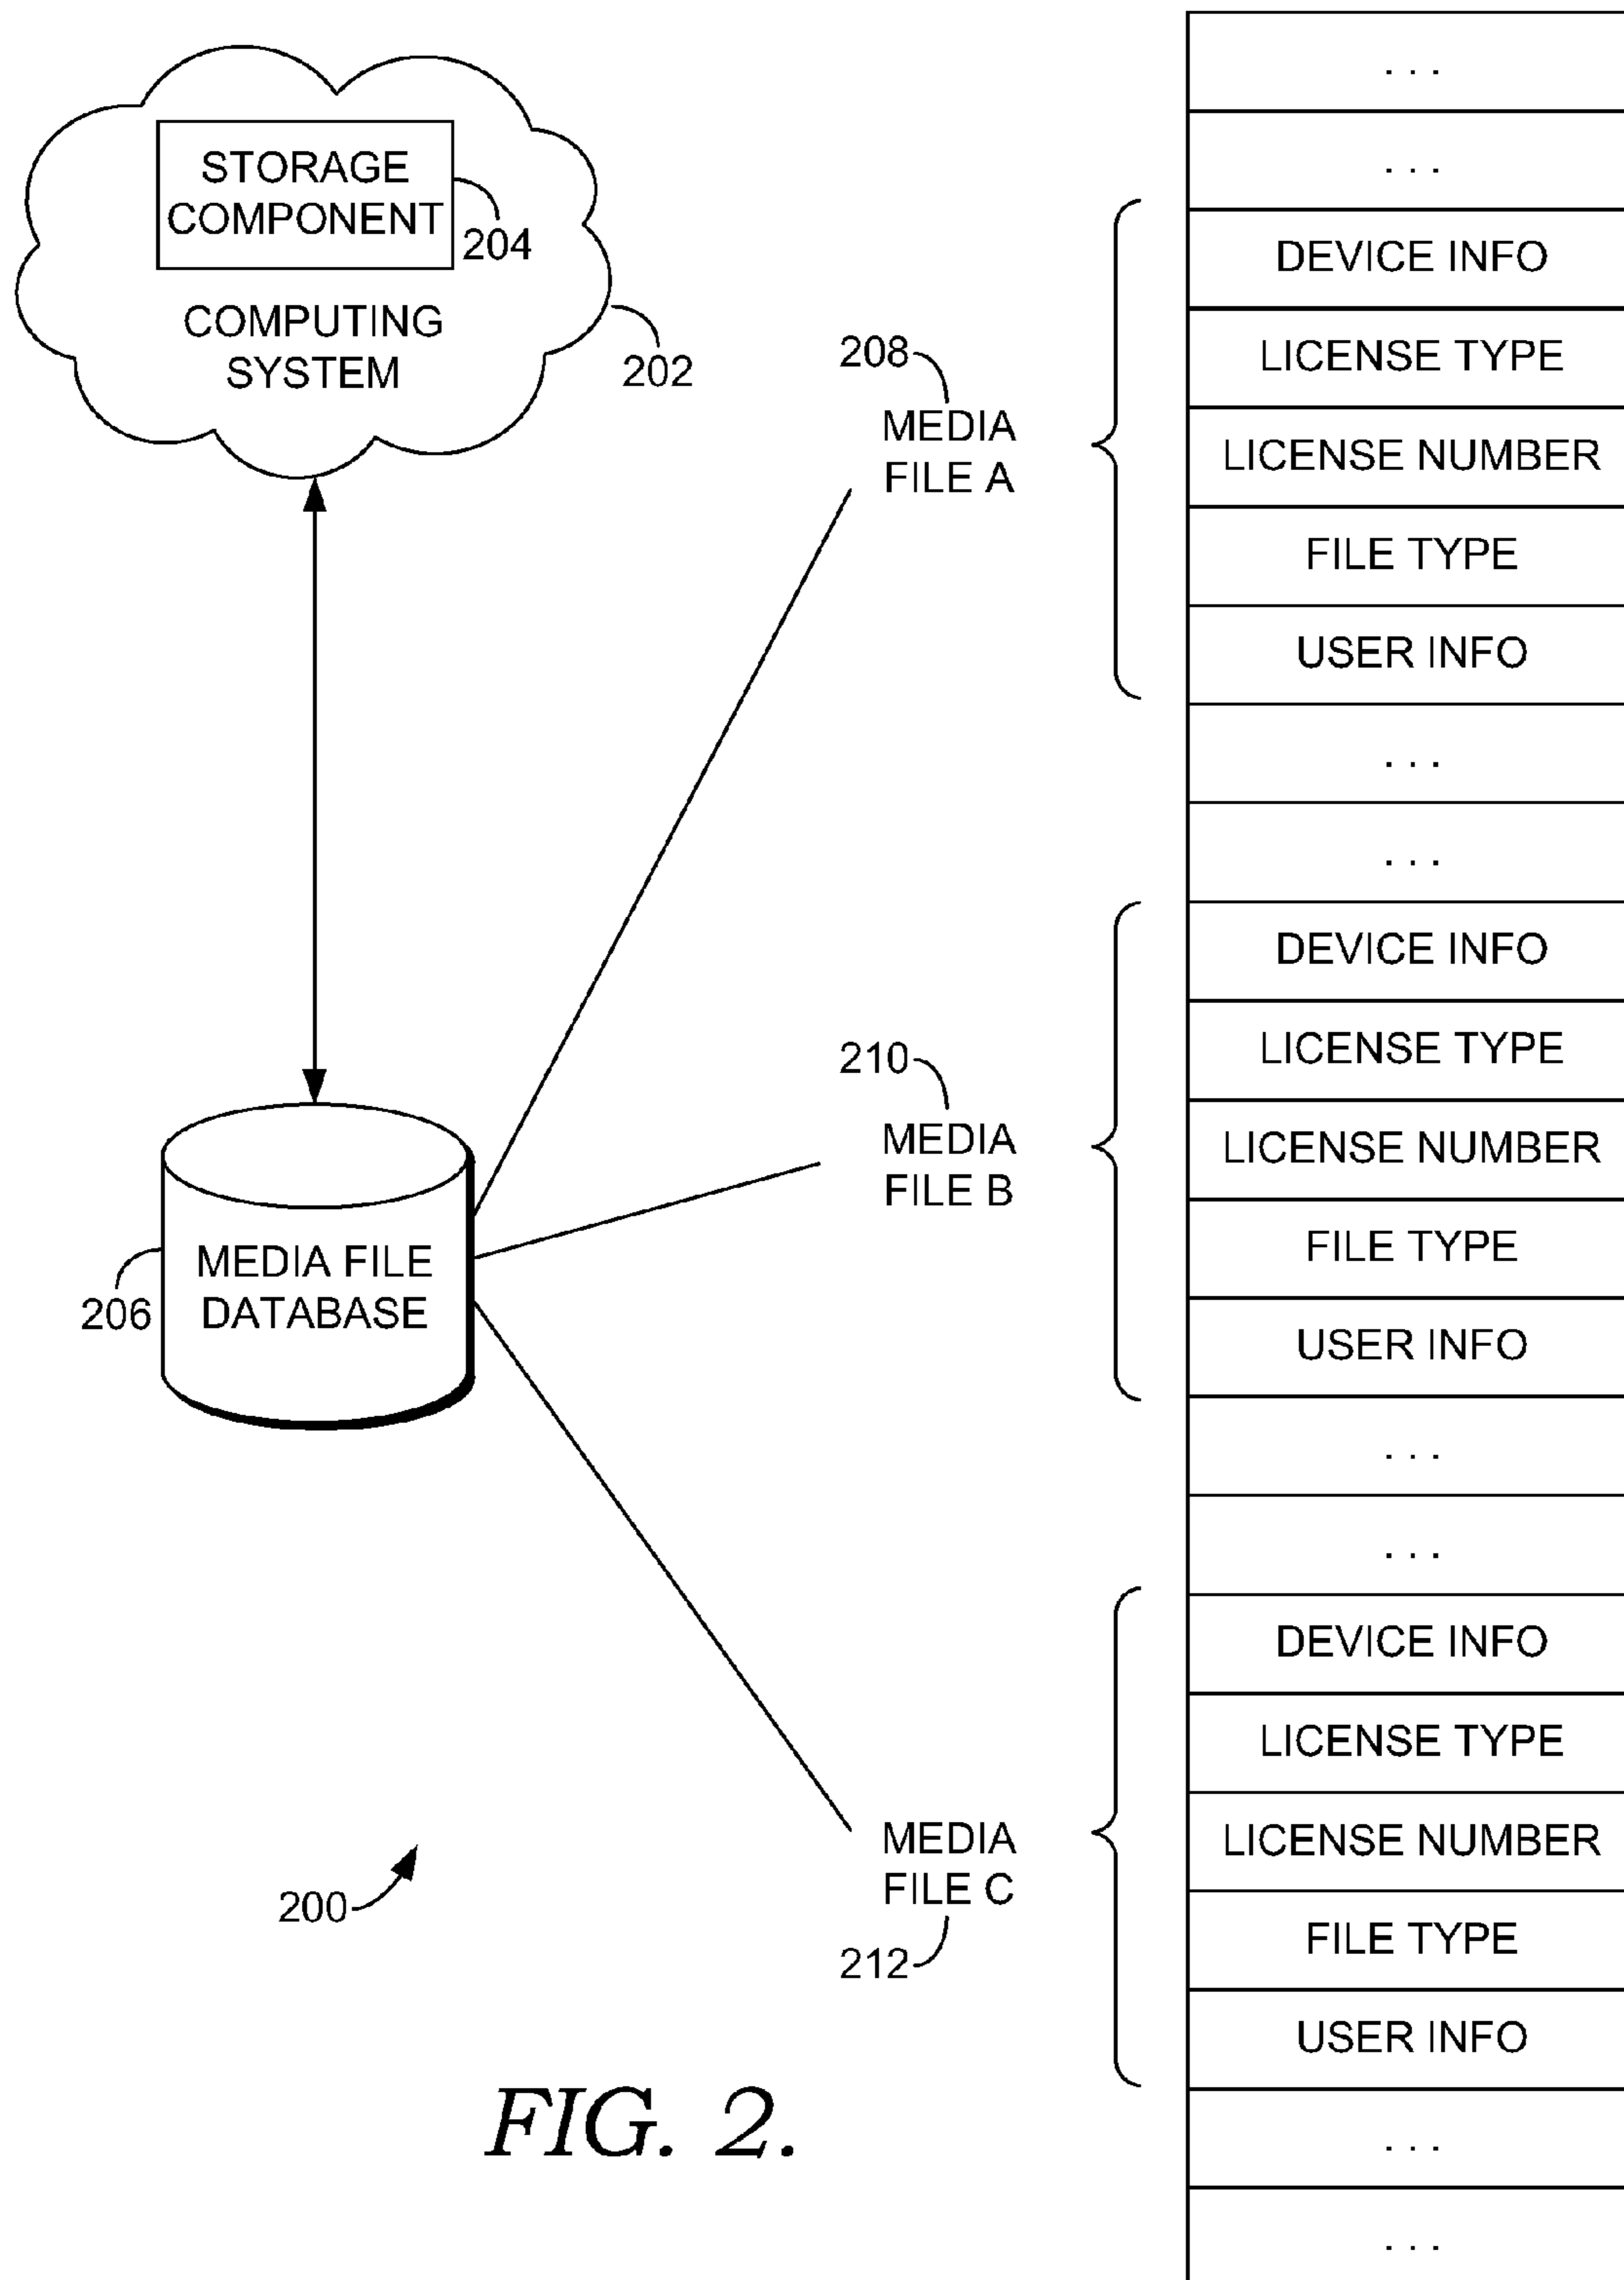 STORAGE
COMPONENT
204
COMPUTING
SYSTEM
202
208
MEDIA
FILE A
210
MEDIA
FILE B
MEDIA FILE
DATABASE
206
MEDIA
FILE C
212
200
. . .
. . .
DEVICE INFO
LICENSE TYPE
LICENSE NUMBER
FILE TYPE
USER INFO
. . .
. . .
DEVICE INFO
LICENSE TYPE
LICENSE NUMBER
FILE TYPE
USER INFO
. . .
. . .
DEVICE INFO
LICENSE TYPE
LICENSE NUMBER
FILE TYPE
USER INFO
. . .
. . .
FIG. 2.